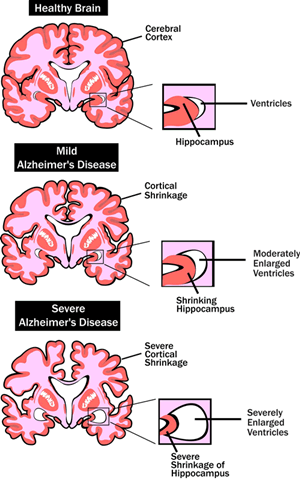 Healthy Brain
Cerebral
Cortex
Ventricles
Hippocampus
Mild
Alzheimer's Disease
Cortical
Shrinkage
Moderately
Enlarged
Ventricles
Shrinking
Hippocampus
Severe
Alzheimer's Disease
Severe
Cortical
Shrinkage
Severely
Enlarged
Ventricles
Severe
Shrinkage of
Hippocampus